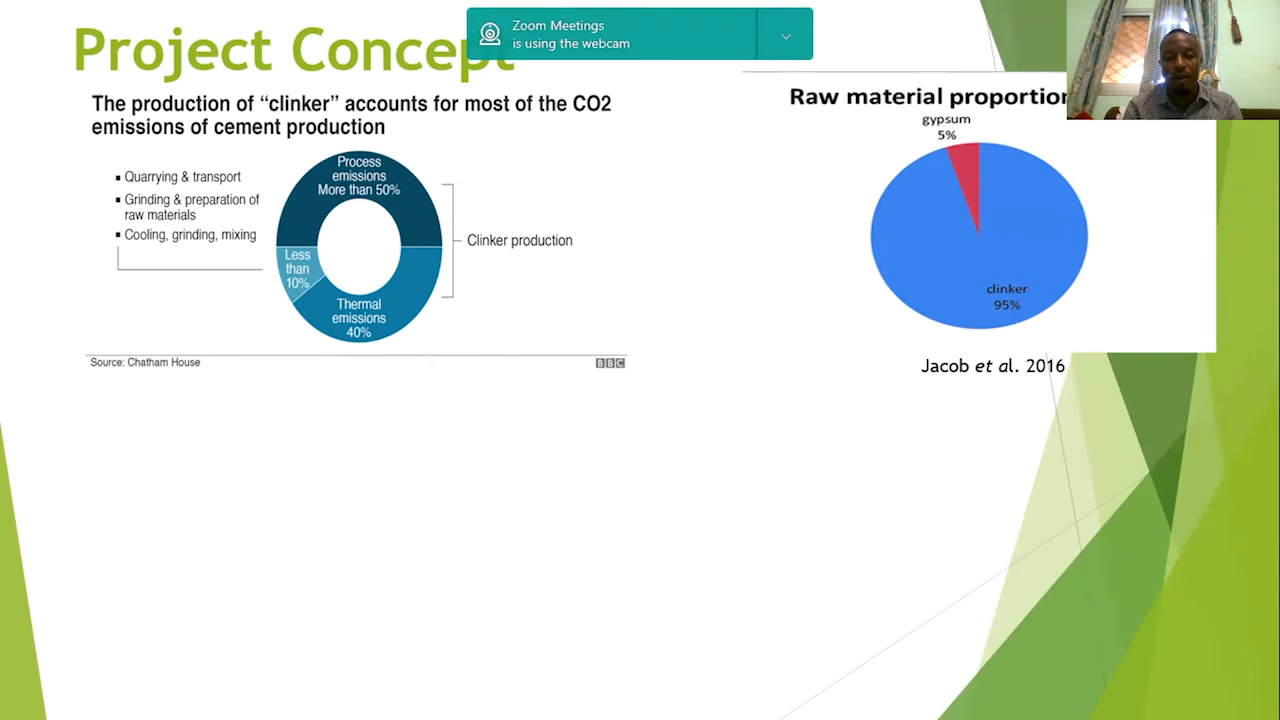 Project Concept
Zoom Meetings
is using the webcam
The production of “clinker” accounts for most of the CO2
emissions of cement production
▪ Quarrying & transport
▪ Grinding & preparation of
raw materials
▪ Cooling, grinding, mixing
Process
emissions
More than 50%
Less
than
10%
Thermal
emissions
40%
Clinker production
Source: Chatham House
BBC
Raw material proportion
gypsum
5%
clinker
95%
Jacob et al. 2016